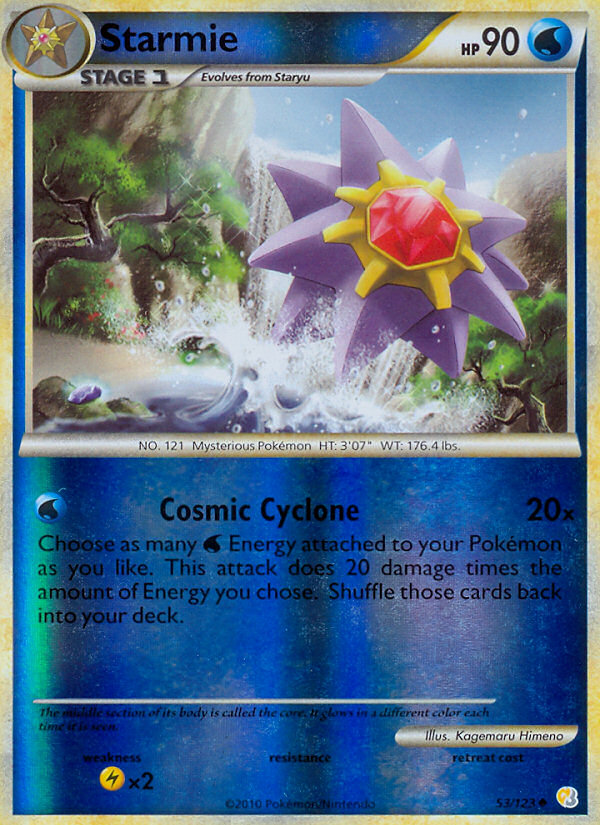 Starmie
HP 90
STAGE 1
Evolves from Staryu
NO. 121 Mysterious Pokémon HT: 3'07" WT: 176.4 lbs.
Cosmic Cyclone 20x
Choose as many Energy attached to your Pokémon
as you like. This attack does 20 damage times the
amount of Energy you chose. Shuffle those cards back
into your deck.
The middle section of its body is called the core. It glows in a different color each
time it is seen.
Illus. Kagemaru Himeno
weakness resistance retreat cost
×2
©2010 Pokémon/Nintendo 53/123